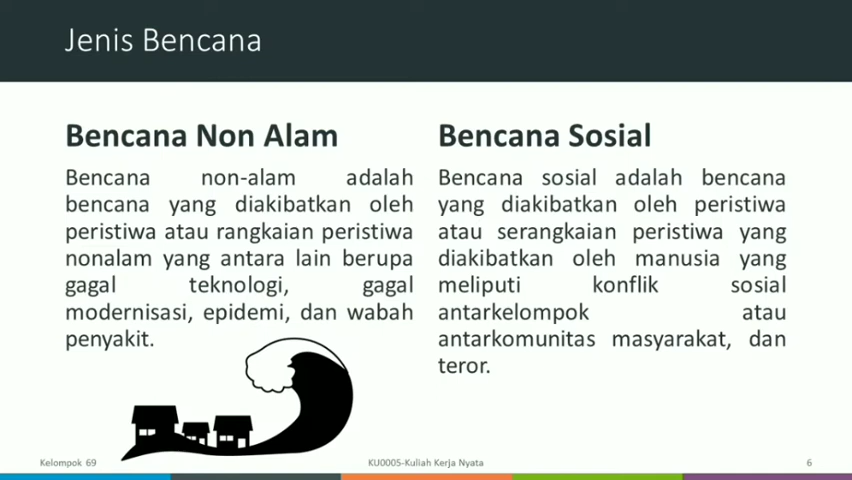 Jenis Bencana
Bencana Non Alam
Bencana non-alam adalah
bencana yang diakibatkan oleh
peristiwa atau rangkaian peristiwa
nonalam yang antara lain berupa
gagal teknologi, gagal
modernisasi, epidemi, dan wabah
penyakit.
Bencana Sosial
Bencana sosial adalah bencana
yang diakibatkan oleh peristiwa
atau serangkaian peristiwa yang
diakibatkan oleh manusia yang
meliputi konflik sosial
antarkelompok atau
antarkomunitas masyarakat, dan
teror.
Kelompok 69
KU0005-Kuliah Kerja Nyata
6